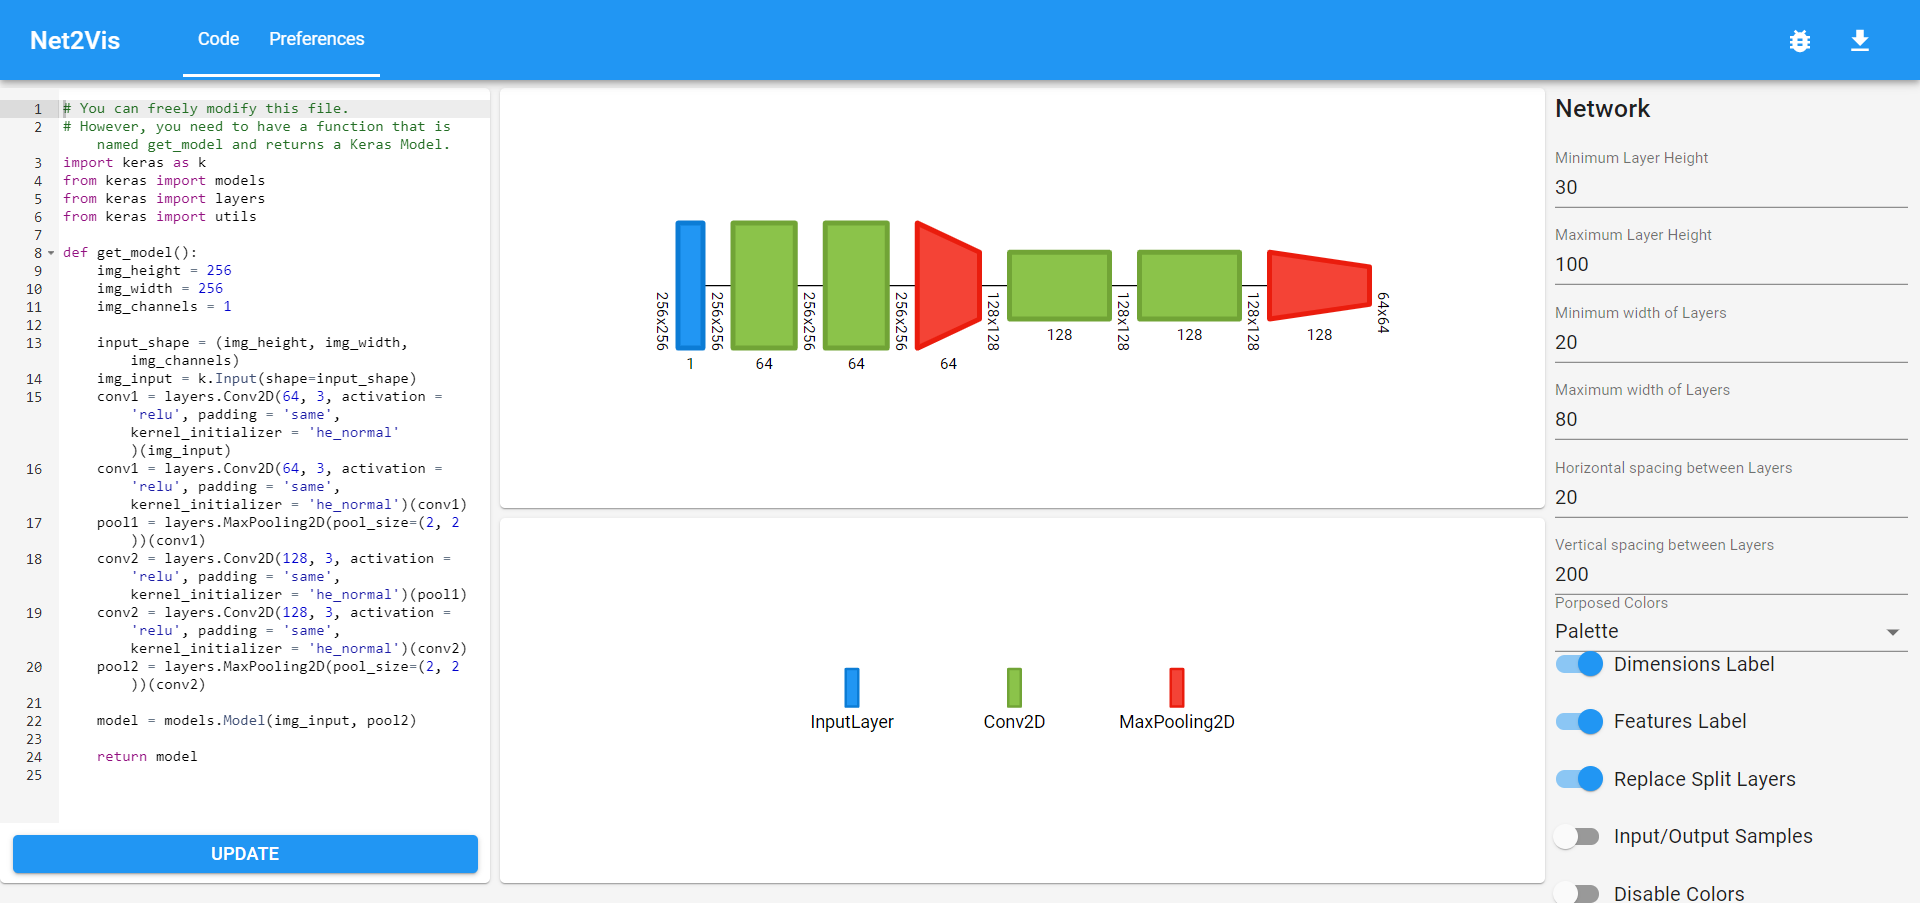 Net2Vis
Code
Preferences
1 # You can freely modify this file.
2 # However, you need to have a function that is
named get_model and returns a Keras Model.
3 import keras as k
4 from keras import models
5 from keras import layers
6 from keras import utils
7
8 def get_model():
9 img_height = 256
10 img_width = 256
11 img_channels = 1
12
13 input_shape = (img_height, img_width,
img_channels)
14 img_input = k.Input(shape=input_shape)
15 conv1 = layers.Conv2D(64, 3, activation =
'relu', padding = 'same',
kernel_initializer = 'he_normal'
)(img_input)
16 conv1 = layers.Conv2D(64, 3, activation =
'relu', padding = 'same',
kernel_initializer = 'he_normal')(conv1)
17 pool1 = layers.MaxPooling2D(pool_size=(2, 2
))(conv1)
18 conv2 = layers.Conv2D(128, 3, activation =
'relu', padding = 'same',
kernel_initializer = 'he_normal')(pool1)
19 conv2 = layers.Conv2D(128, 3, activation =
'relu', padding = 'same',
kernel_initializer = 'he_normal')(conv2)
20 pool2 = layers.MaxPooling2D(pool_size=(2, 2
))(conv2)
21
22 model = models.Model(img_input, pool2)
23
24 return model
25
UPDATE
256x256
1
256x256
64
256x256
64
256x256
64
128x128
128
128x128
128
128x128
128
64x64
InputLayer
Conv2D
MaxPooling2D
Network
Minimum Layer Height
30
Maximum Layer Height
100
Minimum width of Layers
20
Maximum width of Layers
80
Horizontal spacing between Layers
20
Vertical spacing between Layers
200
Porposed Colors
Palette
Dimensions Label
Features Label
Replace Split Layers
Input/Output Samples
Disable Colors